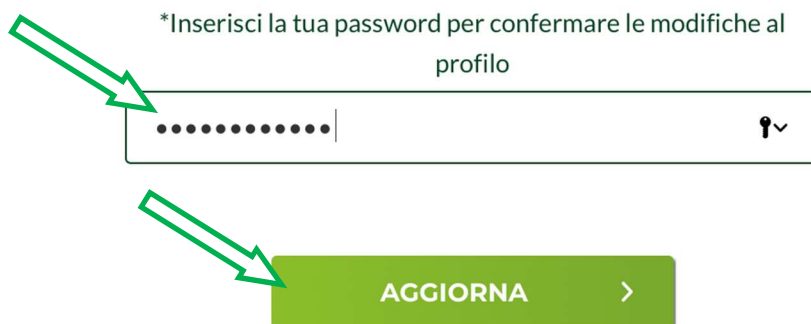 *Inserisci la tua password per confermare le modifiche al
profilo
••••••••••••
AGGIORNA